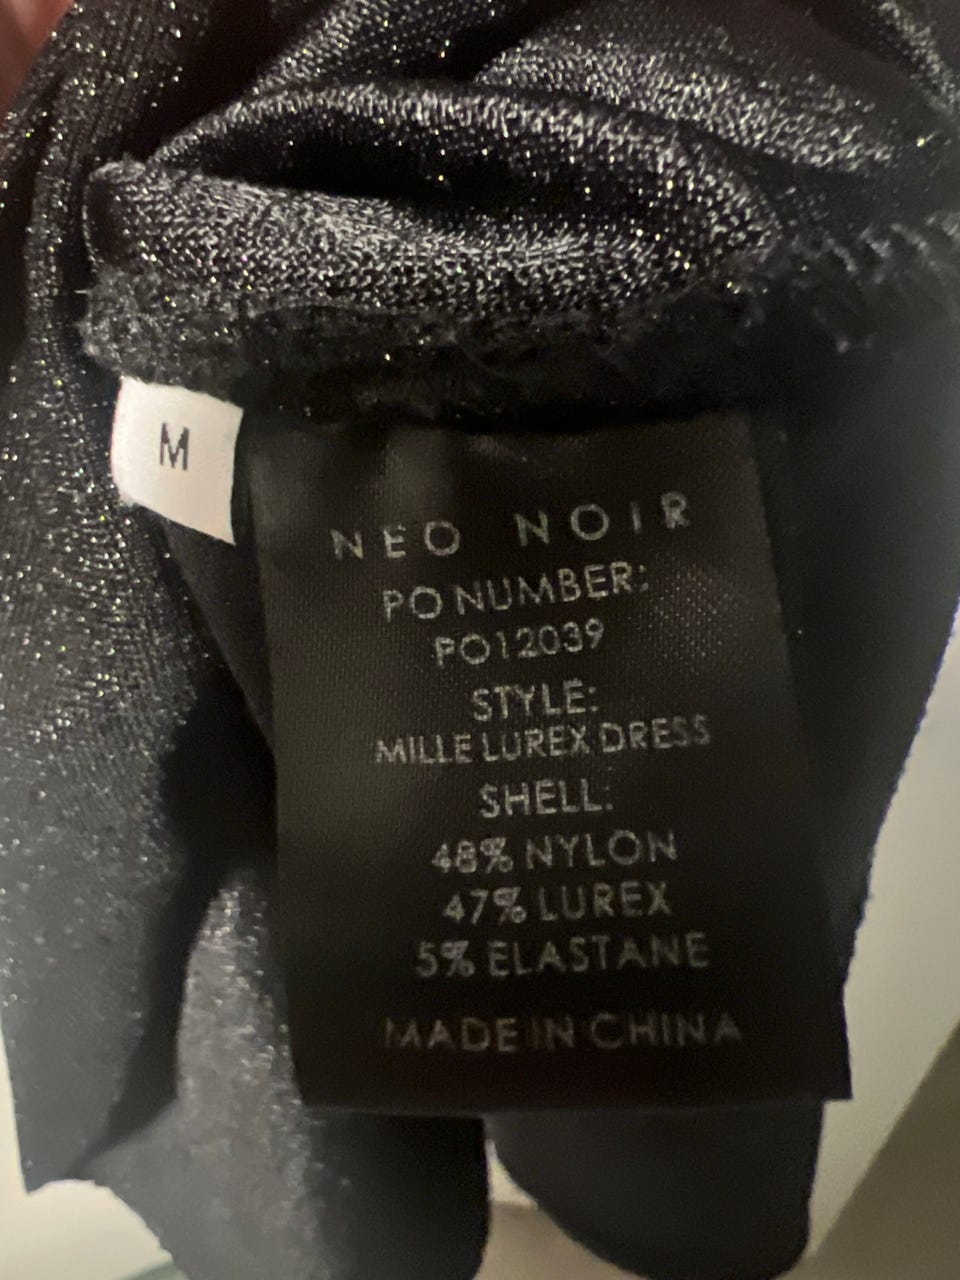 M
NEO NOIR
PO NUMBER:
PO12039
STYLE:
MILLE LUREX DRESS
SHELL:
48% NYLON
47% LUREX
5% ELASTANE
MADE IN CHINA